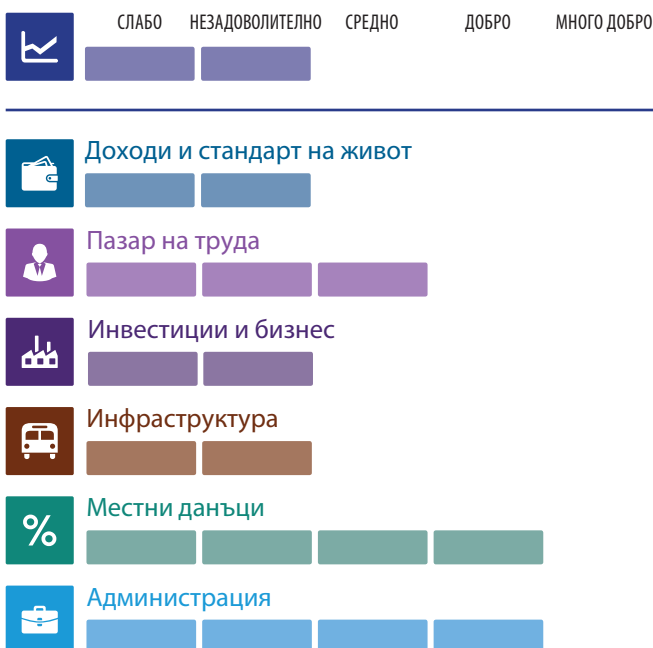 СЛАБО НЕЗАДОВОЛИТЕЛНО СРЕДНО ДОБРО МНОГО ДОБРО
Доходи и стандарт на живот
Пазар на труда
Инвестиции и бизнес
Инфраструктура
Местни данъци
%
Администрация